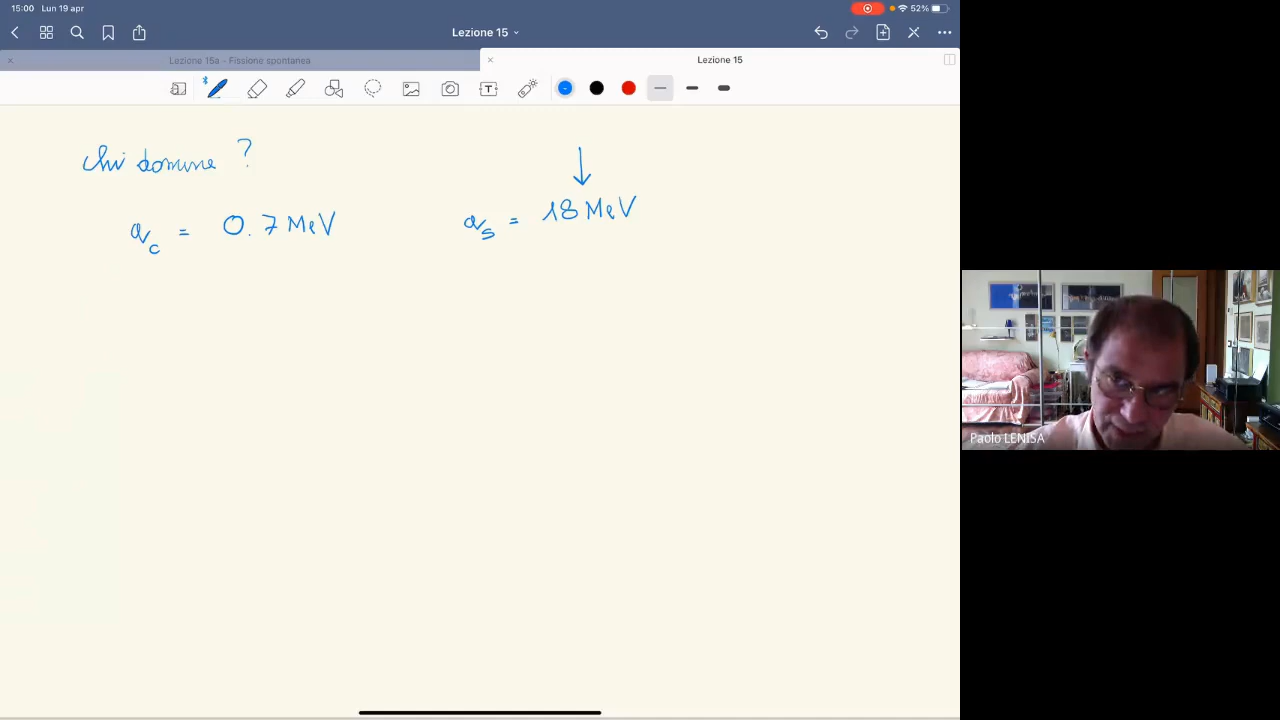 15:00 Lun 19 apr
52%
Lezione 15
Lezione 15a - Fissione spontanea
Lezione 15
T
Chi domina ?
a_c = 0.7 MeV
a_s = 18 MeV
Paolo LENISA